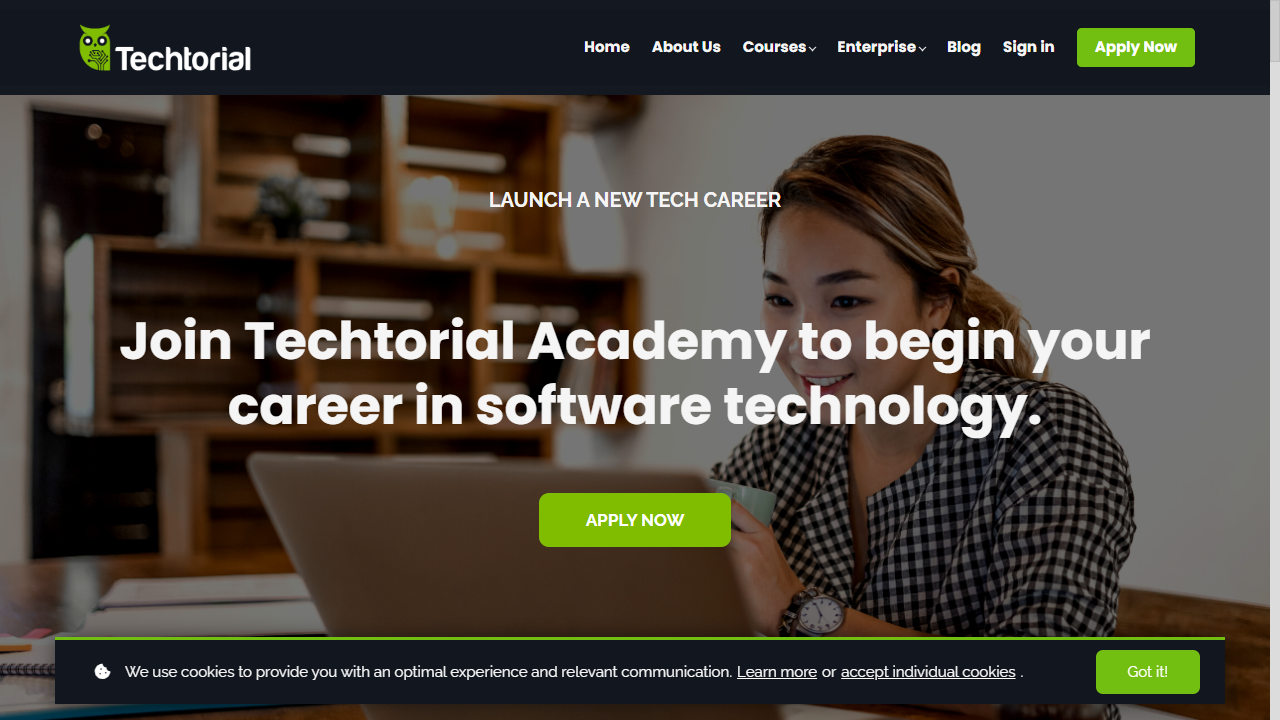 Techtorial
Home About Us Courses Enterprise Blog Sign in Apply Now
LAUNCH A NEW TECH CAREER
Join Techtorial Academy to begin your
career in software technology.
APPLY NOW
We use cookies to provide you with an optimal experience and relevant communication. Learn more or accept individual cookies . Got it!